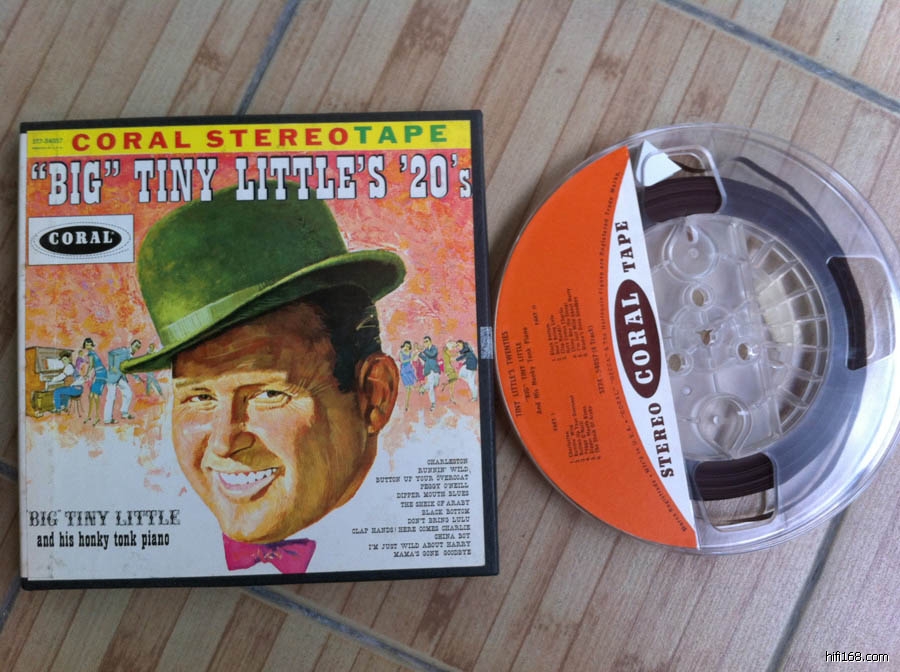 CORAL STEREOTAPE
"BIG" TINY LITTLE'S '20's
CORAL
CHARLESTON
RUNNIN' WILD
BUTTON UP YOUR OVERCOAT
PEGGY O'NEILL
DIPPER MOUTH BLUES
THE SHEIK OF ARABY
BLACK BOTTOM
DON'T BRING LULU
CLAP HANDS! HERE COMES CHARLIE
CHINA BOY
I'M JUST WILD ABOUT HARRY
MAMA'S GONE GOODBYE
"BIG" TINY LITTLE
and his honky tonk piano
TINY LITTLE'S TWENTIES
"BIG" TINY LITTLE
And His Honky Tonk Piano
PART I
PART II
STEREO CORAL TAPE
hifi168.com